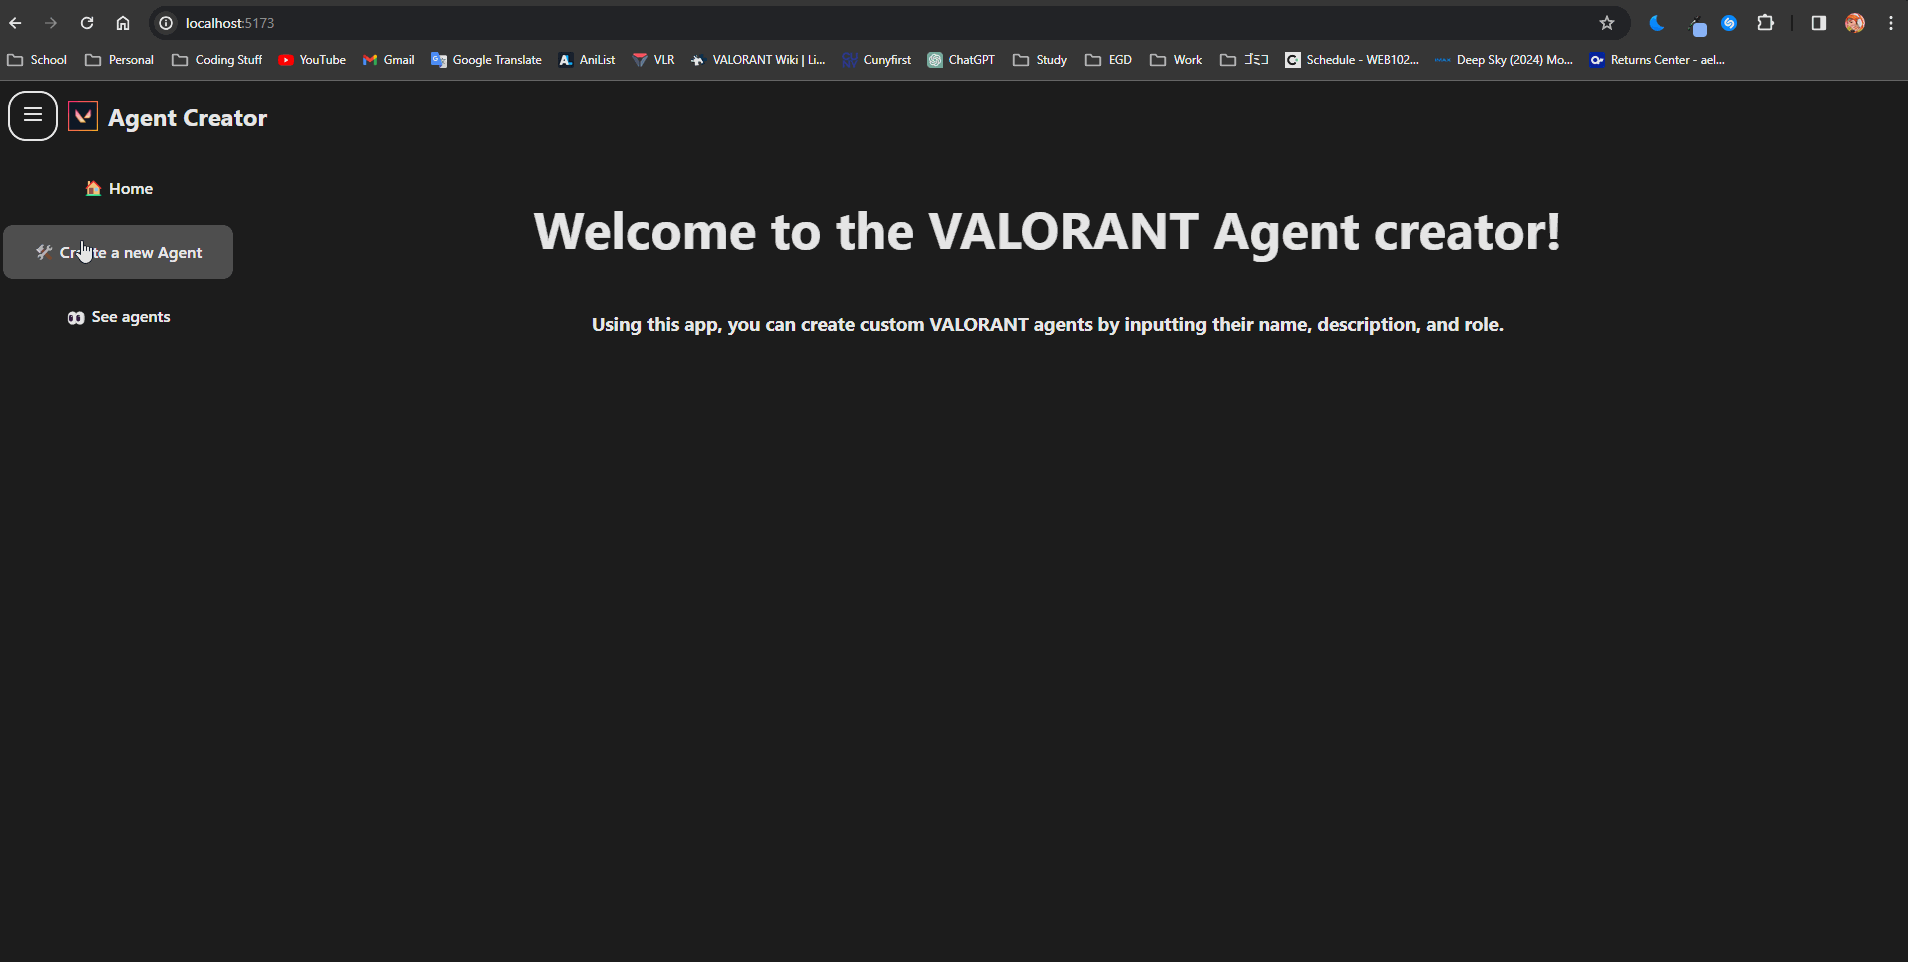 localhost:5173
School Personal Coding Stuff YouTube Gmail Google Translate AniList VLR VALORANT Wiki | Li... Cunyfirst ChatGPT Study EGD Work ゴミコ Schedule - WEB102... Deep Sky (2024) Mo... Returns Center - ael...
Agent Creator
Home
Create a new Agent
See agents
Welcome to the VALORANT Agent creator!
Using this app, you can create custom VALORANT agents by inputting their name, description, and role.